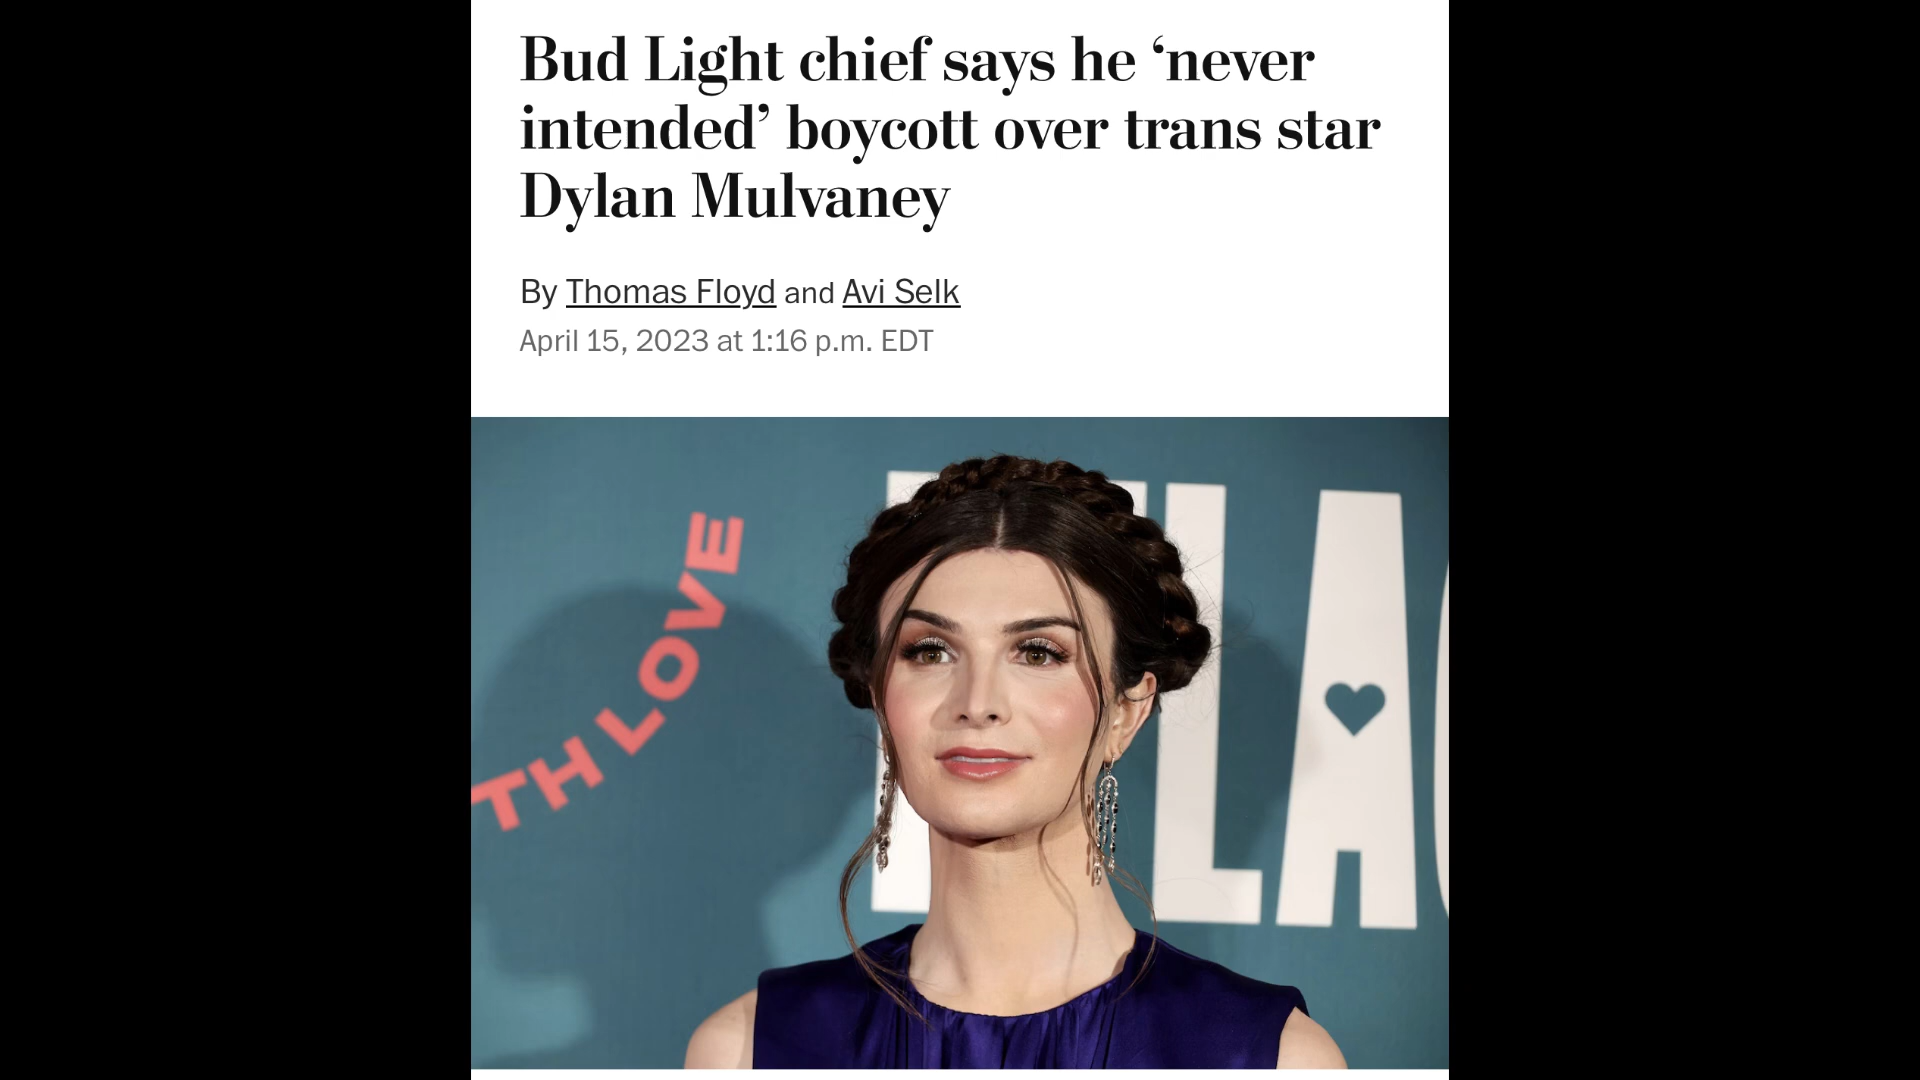 Bud Light chief says he ‘never
intended’ boycott over trans star
Dylan Mulvaney
By Thomas Floyd and Avi Selk
April 15, 2023 at 1:16 p.m. EDT
TH LOVE